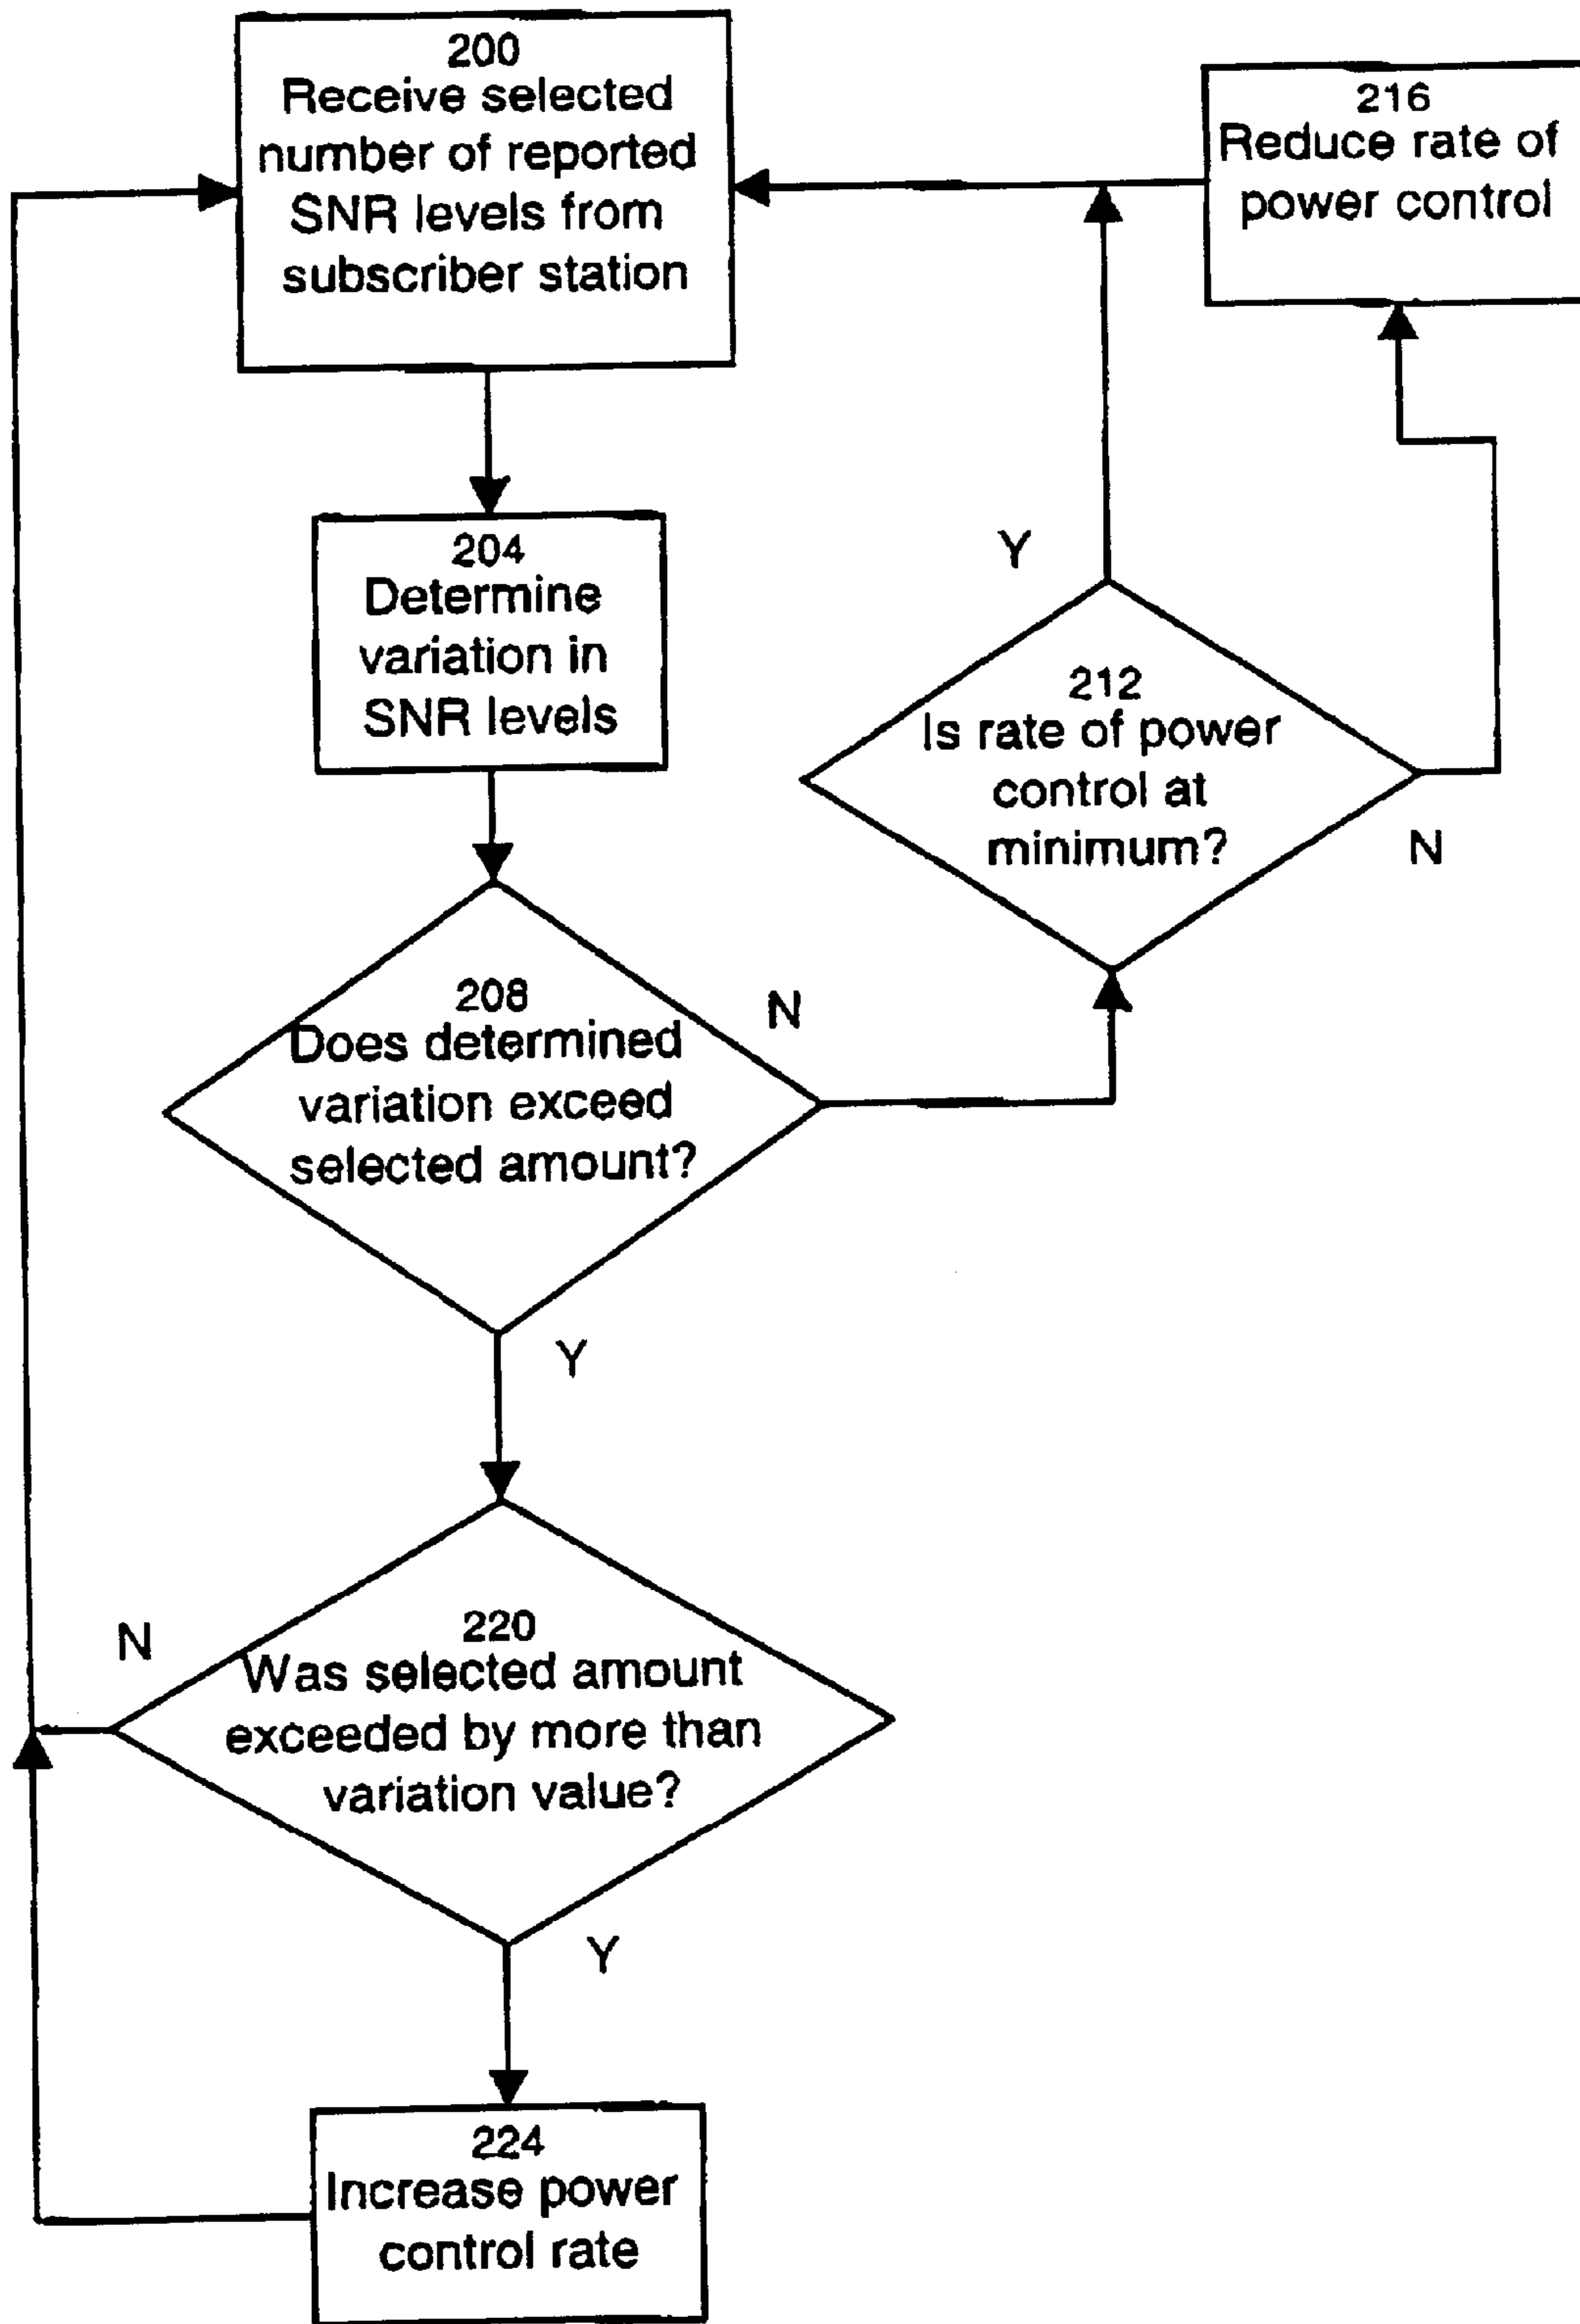 200
Receive selected
number of reported
SNR levels from
subscriber station
216
Reduce rate of
power control
204
Determine
variation in
SNR levels
Y
212
Is rate of power
control at
minimum?
N
208
Does determined
variation exceed
selected amount?
N
Y
220
Was selected amount
exceeded by more than
variation value?
N
Y
224
Increase power
control rate